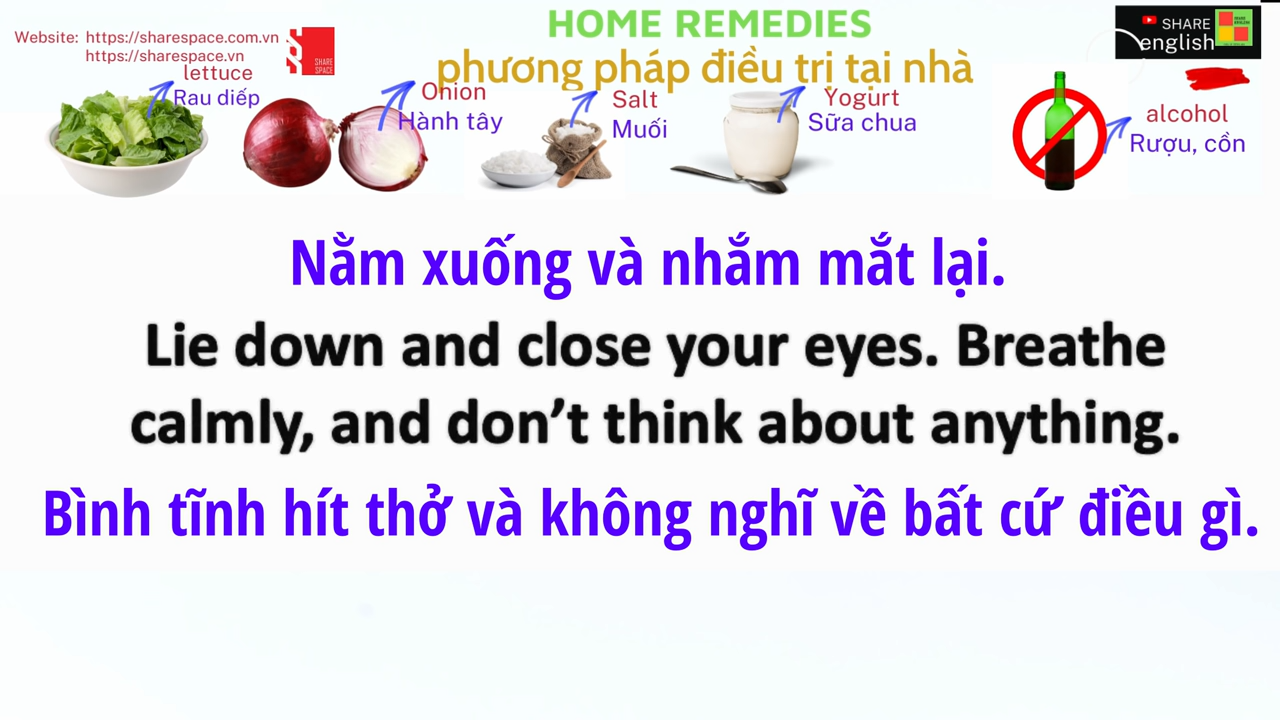 HOME REMEDIES
phương pháp điều trị tại nhà
Website: https://sharespace.com.vn
https://sharespace.vn
SHARE
SPACE
SHARE
english
lettuce
Rau diếp
Onion
Hành tây
Salt
Muối
Yogurt
Sữa chua
alcohol
Rượu, cồn
Nằm xuống và nhắm mắt lại.
Lie down and close your eyes. Breathe
calmly, and don’t think about anything.
Bình tĩnh hít thở và không nghĩ về bất cứ điều gì.